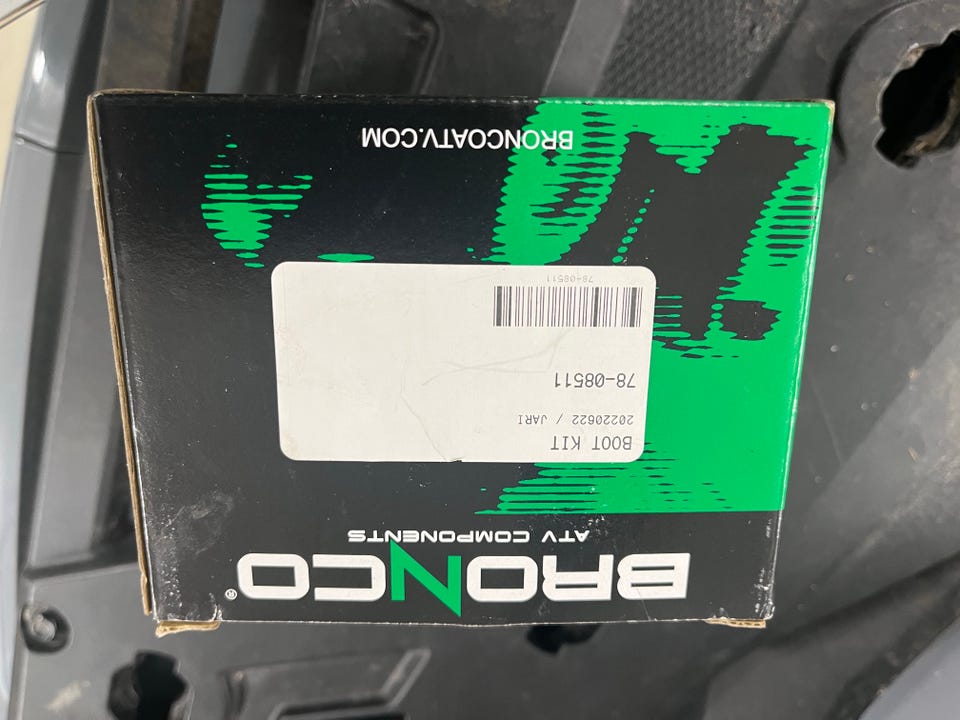 BRONCO®
ATV COMPONENTS
BOOT KIT
20220622 / JARI
78-08511
78-08511
BRONCOATV.COM